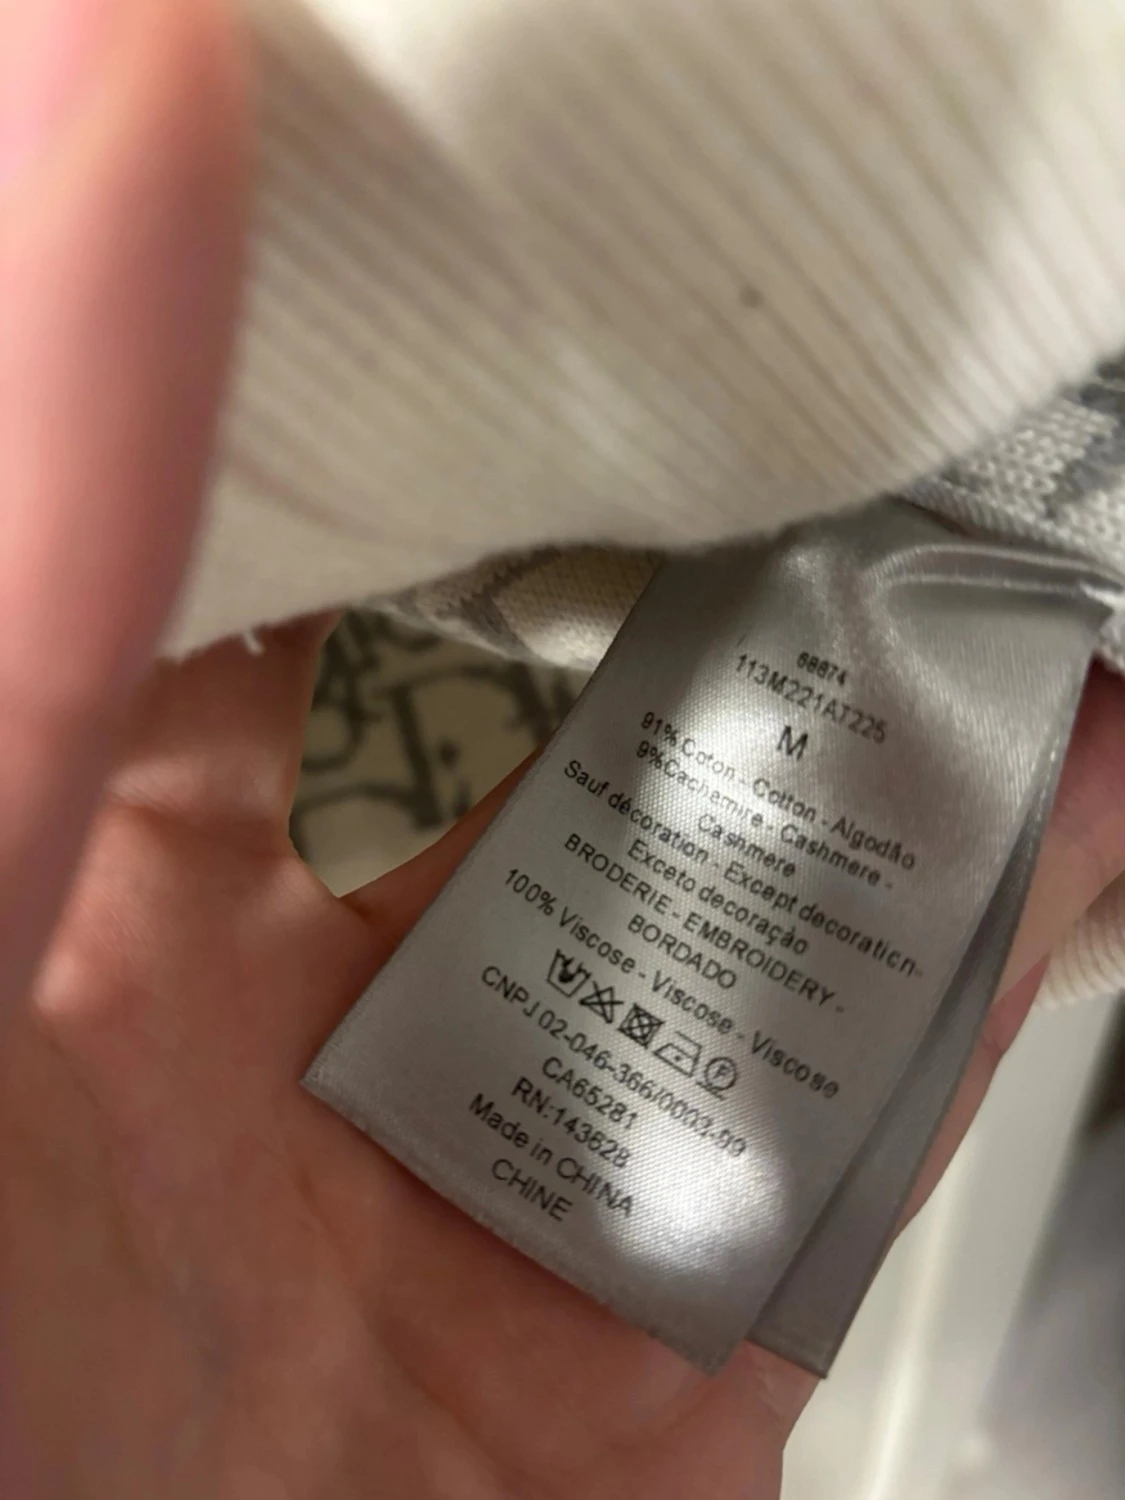 68874
113M221AT225
M
91% Coton - Cotton - Algodão
9%Cachemire - Cashmere -
Cashmere
Sauf décoration - Except decoration-
Exceto decoração
BRODERIE - EMBROIDERY -
BORDADO
100% Viscose - Viscose - Viscose
F
CNPJ 02-046-366/0003-99
CA65281
RN:143628
Made in CHINA
CHINE